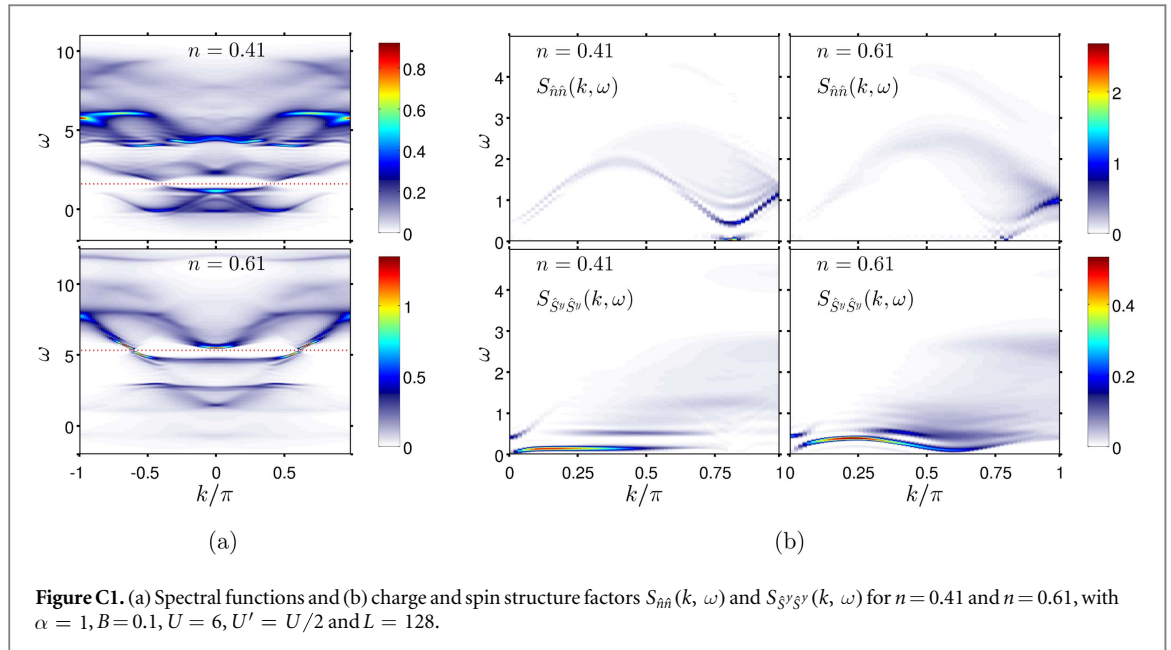 n = 0.41
10
5
0
ω
0.8
0.6
0.4
0.2
0
n = 0.61
10
5
0
ω
1
0.5
0
-1
-0.5
0
0.5
k/π
(a)
n = 0.41
S_{n̂n̂}(k, ω)
n = 0.61
S_{n̂n̂}(k, ω)
4
3
2
1
0
ω
2
1
0
n = 0.41
S_{Ŝ^yŜ^y}(k, ω)
n = 0.61
S_{Ŝ^yŜ^y}(k, ω)
4
3
2
1
0
ω
0.4
0.2
0
0
0.25
0.5
0.75
1 0
0.25
0.5
0.75
1
k/π
k/π
(b)
Figure C1. (a) Spectral functions and (b) charge and spin structure factors S_{n̂n̂}(k, ω) and S_{Ŝ^yŜ^y}(k, ω) for n = 0.41 and n = 0.61, with
α = 1, B = 0.1, U = 6, U′ = U/2 and L = 128.